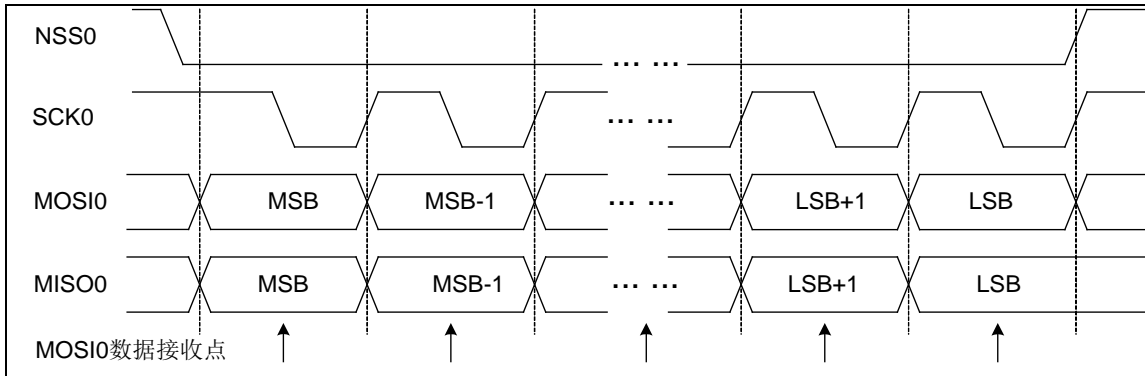 NSS0
... ...
SCK0
... ...
MOSI0 MSB MSB-1 ... ... LSB+1 LSB
MISO0 MSB MSB-1 ... ... LSB+1 LSB
MOSI0数据接收点